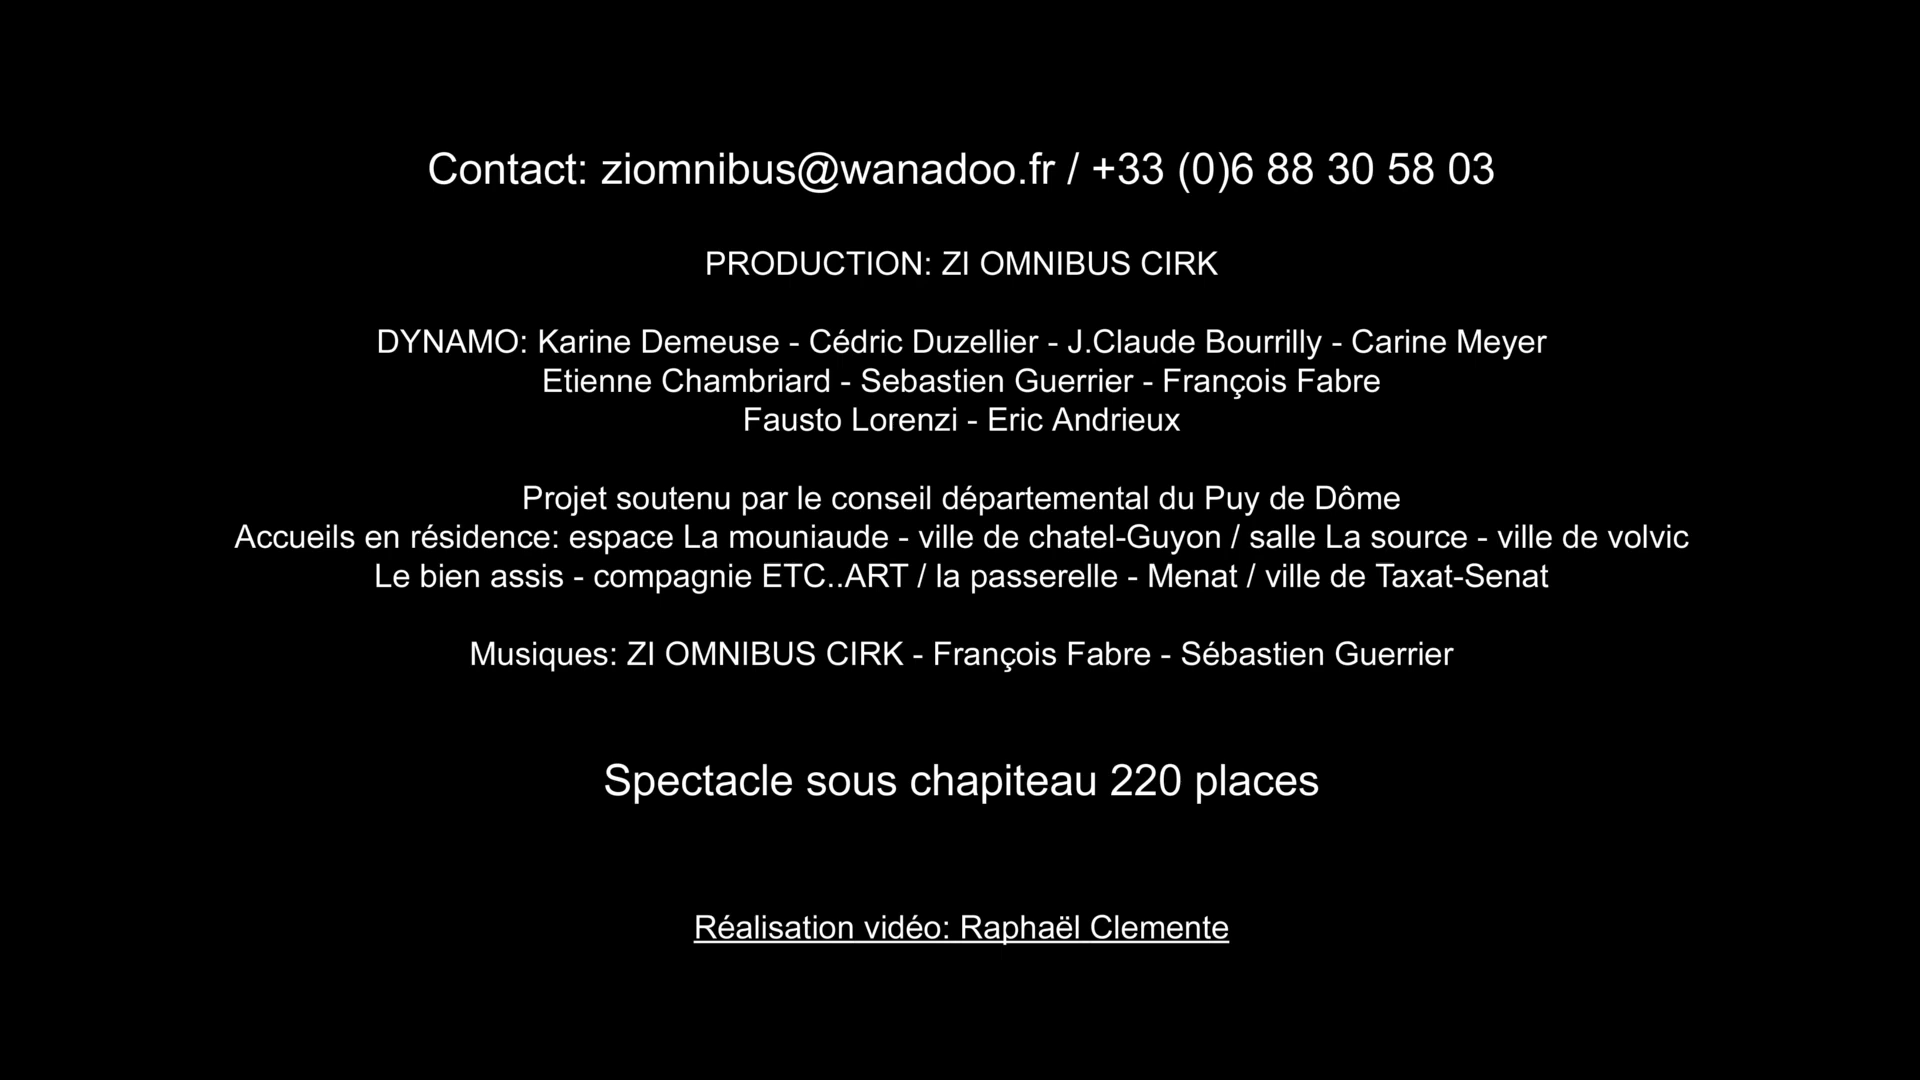 Contact: ziomnibus@wanadoo.fr / +33 (0)6 88 30 58 03
PRODUCTION: ZI OMNIBUS CIRK
DYNAMO: Karine Demeuse - Cédric Duzellier - J.Claude Bourrilly - Carine Meyer
Etienne Chambriard - Sebastien Guerrier - François Fabre
Fausto Lorenzi - Eric Andrieux
Projet soutenu par le conseil départemental du Puy de Dôme
Accueils en résidence: espace La mouniaude - ville de chatel-Guyon / salle La source - ville de volvic
Le bien assis - compagnie ETC..ART / la passerelle - Menat / ville de Taxat-Senat
Musiques: ZI OMNIBUS CIRK - François Fabre - Sébastien Guerrier
Spectacle sous chapiteau 220 places
Réalisation vidéo: Raphaël Clemente